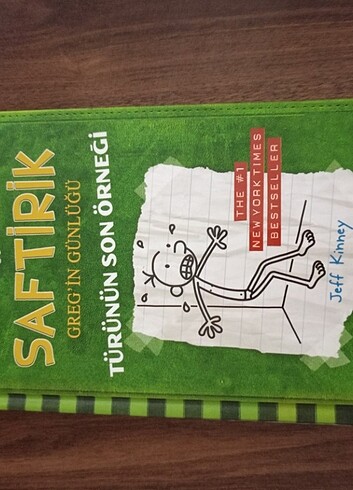 SAFTİRİK
GREG'İN GÜNLÜĞÜ
TÜRÜNÜN SON ÖRNEĞİ
THE #1
NEW YORK TIMES
BESTSELLER
Jeff Kinney